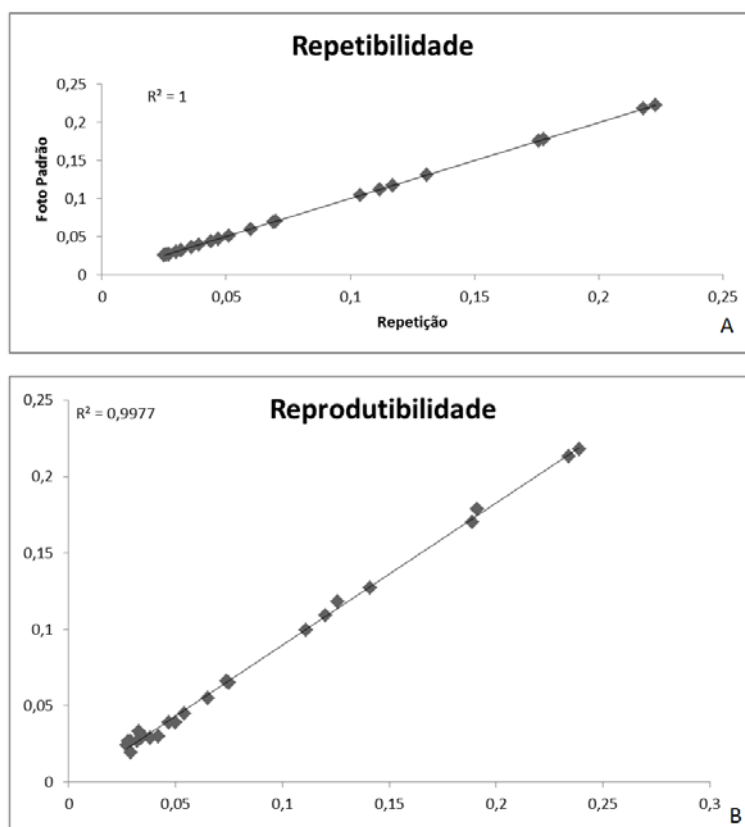 Repetibilidade
R² = 1
Foto Padrão
0,25
0,2
0,15
0,1
0,05
0
0 0,05 0,1 0,15 0,2 0,25
Repetição
A
Reprodutibilidade
R² = 0,9977
0,25
0,2
0,15
0,1
0,05
0
0 0,05 0,1 0,15 0,2 0,25 0,3
B